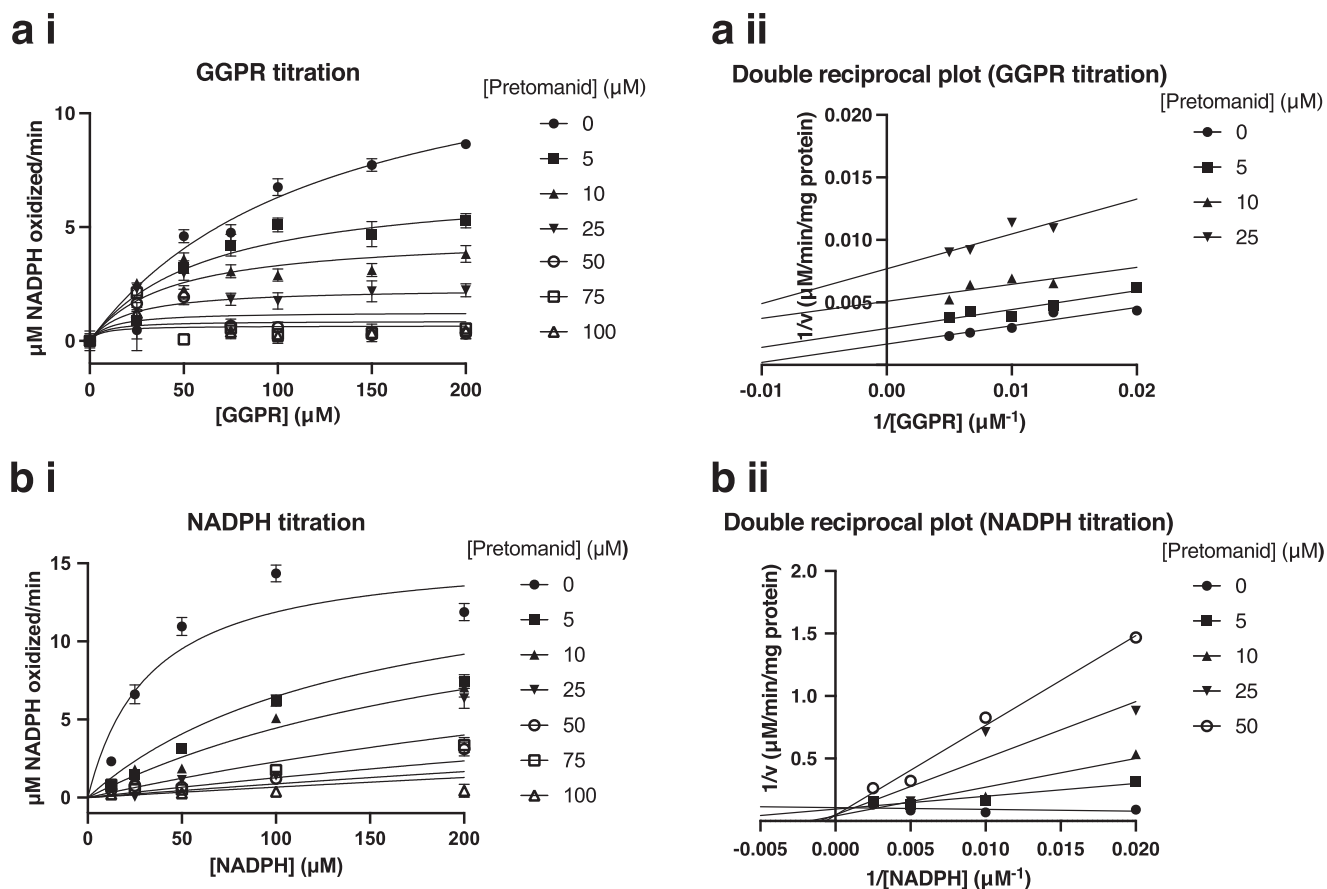 a i
GGPR titration
[Pretomanid] (µM)
0
5
10
25
50
75
100
µM NADPH oxidized/min
10
5
0
0
50
100
150
200
[GGPR] (µM)
a ii
Double reciprocal plot (GGPR titration)
[Pretomanid] (µM)
0
5
10
25
1/v (µM/min/mg protein)
0.020
0.015
0.010
0.005
-0.01
0.00
0.01
0.02
1/[GGPR] (µM-1)
b i
NADPH titration
[Pretomanid] (µM)
0
5
10
25
50
75
100
µM NADPH oxidized/min
15
10
5
0
0
50
100
150
200
[NADPH] (µM)
b ii
Double reciprocal plot (NADPH titration)
[Pretomanid] (µM)
0
5
10
25
50
1/v (µM/min/mg protein)
2.0
1.5
1.0
0.5
-0.005
0.000
0.005
0.010
0.015
0.020
1/[NADPH] (µM-1)